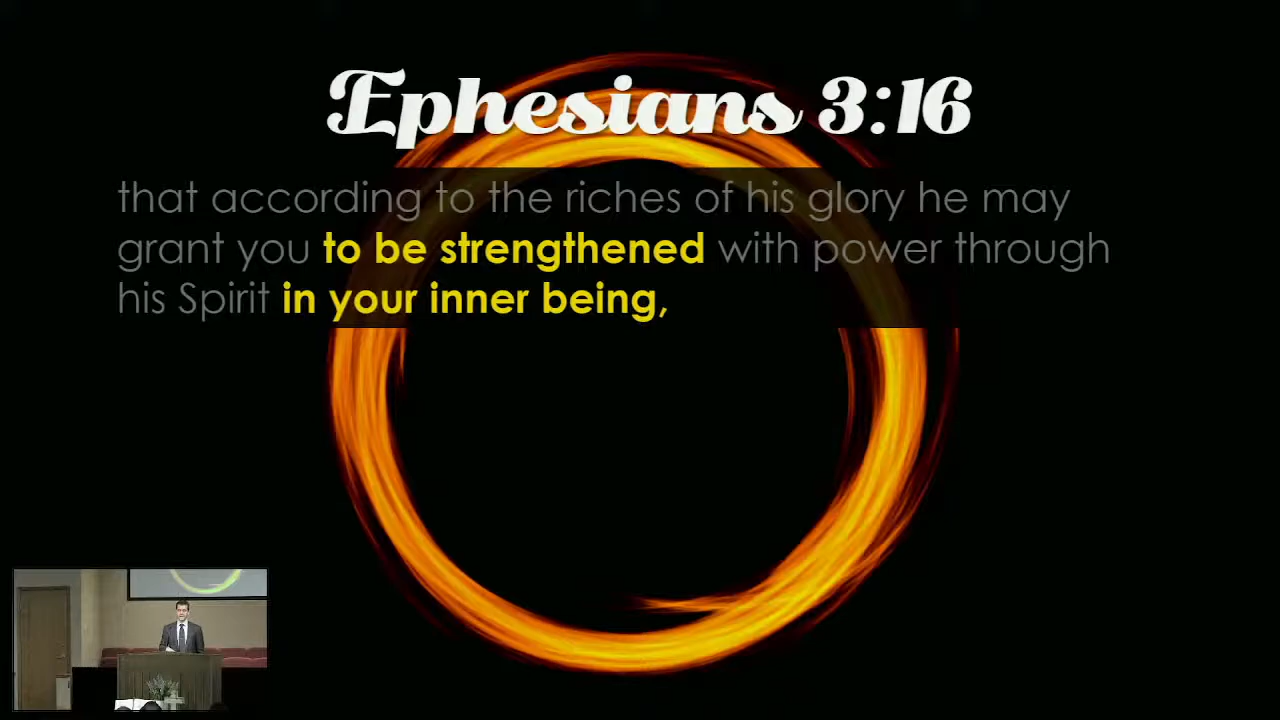 Ephesians 3:16
that according to the riches of his glory he may
grant you to be strengthened with power through
his Spirit in your inner being,